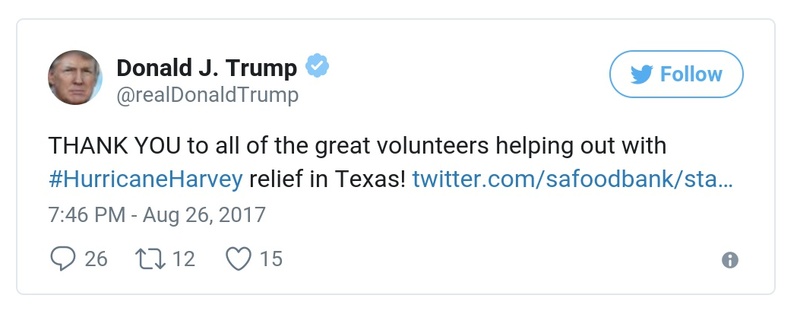 Donald J. Trump
@realDonaldTrump
Follow
THANK YOU to all of the great volunteers helping out with
#HurricaneHarvey relief in Texas! twitter.com/safoodbank/sta…
7:46 PM - Aug 26, 2017
26 12 15